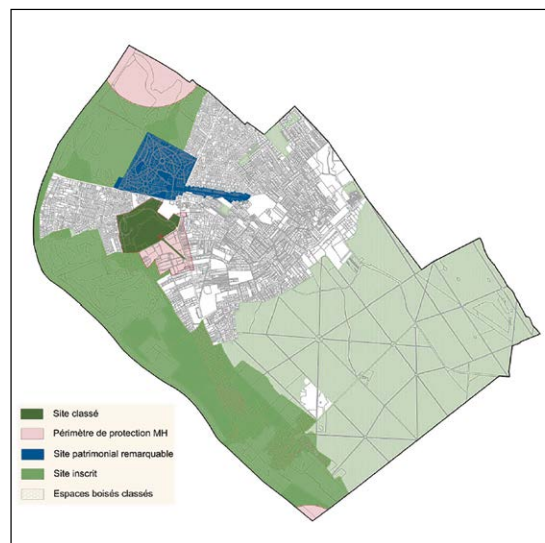 Site classé
Périmètre de protection MH
Site patrimonial remarquable
Site inscrit
Espaces boisés classés